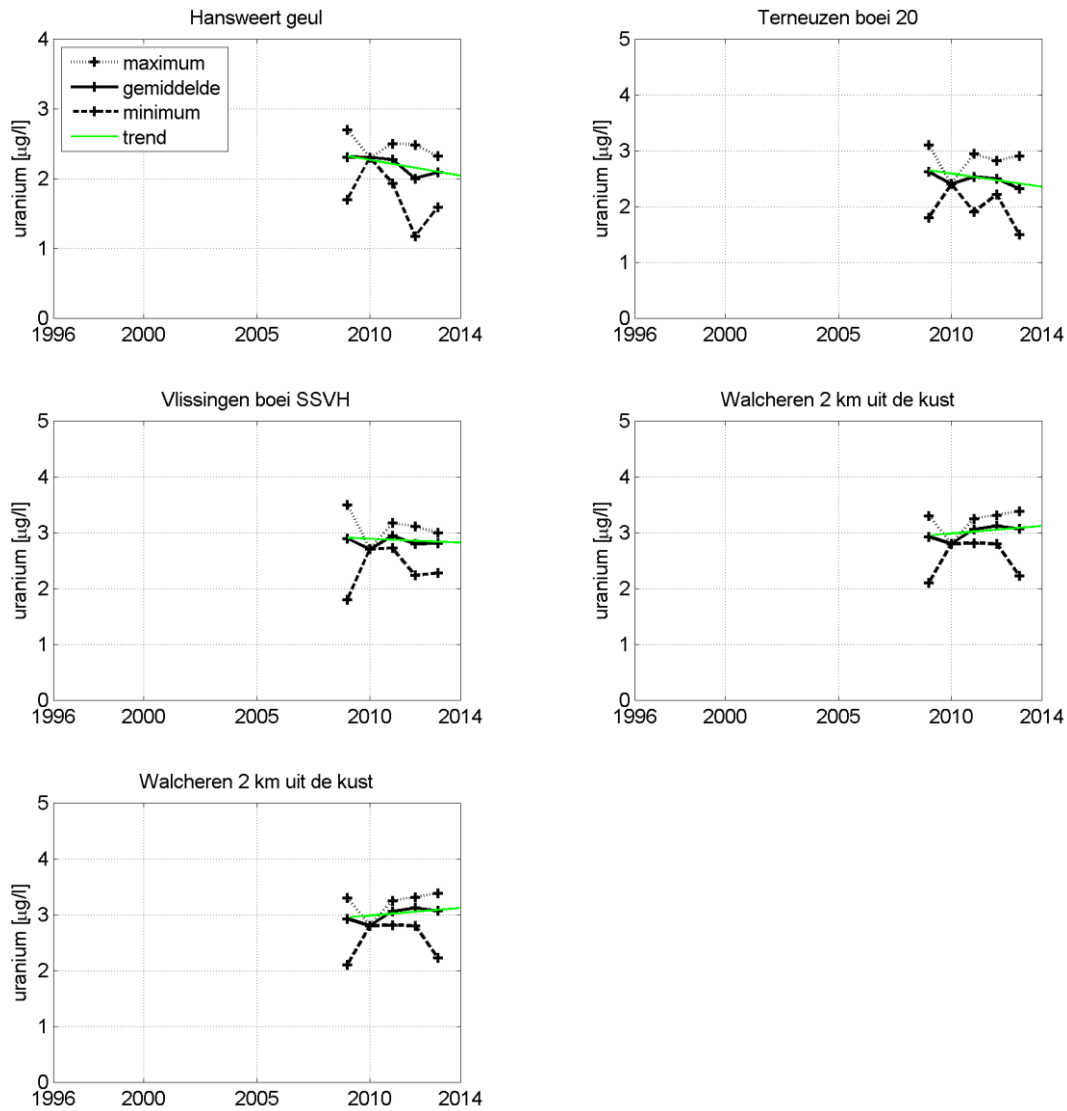 Hansweert geul
uranium [µg/l]
4
3
2
1
0
1996 2000 2005 2010 2014
maximum
gemiddelde
minimum
trend
Terneuzen boei 20
uranium [µg/l]
5
4
3
2
1
0
1996 2000 2005 2010 2014
Vlissingen boei SSVH
uranium [µg/l]
5
4
3
2
1
0
1996 2000 2005 2010 2014
Walcheren 2 km uit de kust
uranium [µg/l]
5
4
3
2
1
0
1996 2000 2005 2010 2014
Walcheren 2 km uit de kust
uranium [µg/l]
5
4
3
2
1
0
1996 2000 2005 2010 2014